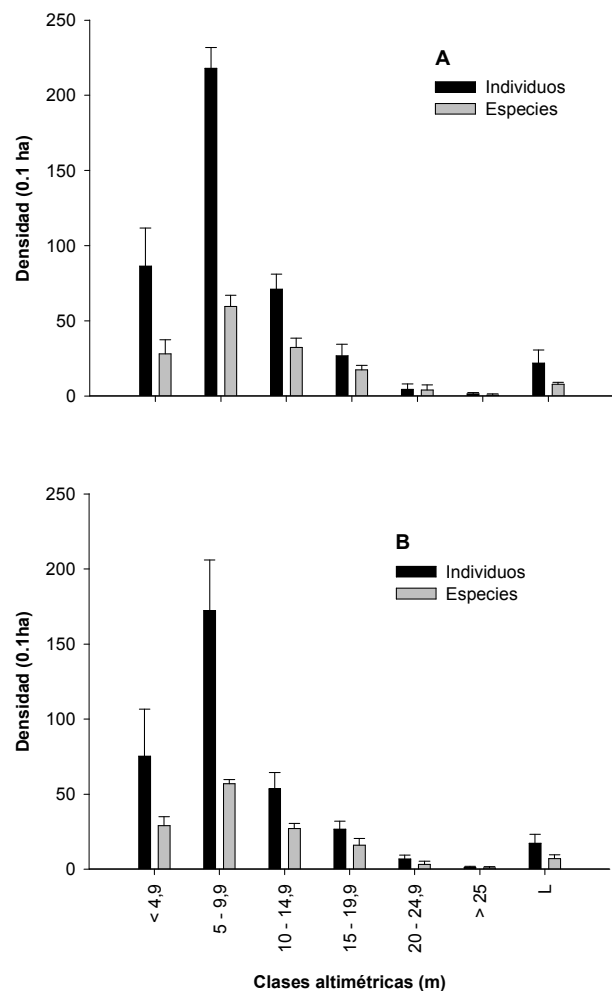 250
200
150
100
50
0
Densidad (0.1 ha)
A
Individuos
Especies
250
200
150
100
50
0
Densidad (0.1ha)
B
Individuos
Especies
< 4,9
5 - 9,9
10 - 14,9
15 - 19,9
20 - 24,9
> 25
L
Clases altimétricas (m)